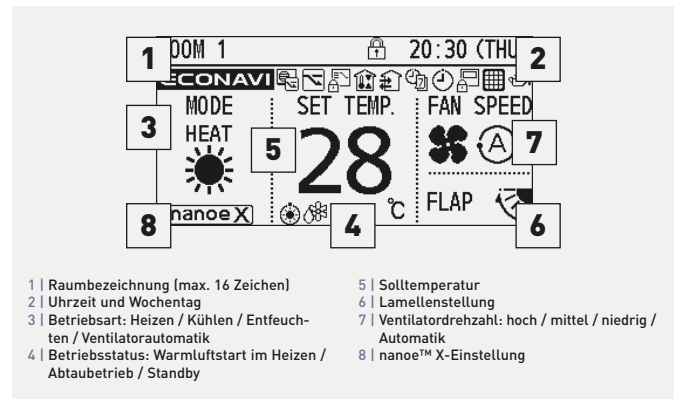 1
OOM 1
20:30 (THU
2
ECONAVI
MODE
SET TEMP.
FAN SPEED
3
HEAT
5
28
A
7
nanoe X
4
°C
FLAP
8
6
1 | Raumbezeichnung (max. 16 Zeichen)
2 | Uhrzeit und Wochentag
3 | Betriebsart: Heizen / Kühlen / Entfeuch-
ten / Ventilatorautomatik
4 | Betriebsstatus: Warmluftstart im Heizen /
Abtaubetrieb / Standby
5 | Solltemperatur
6 | Lamellenstellung
7 | Ventilatordrehzahl: hoch / mittel / niedrig /
Automatik
8 | nanoe™ X-Einstellung